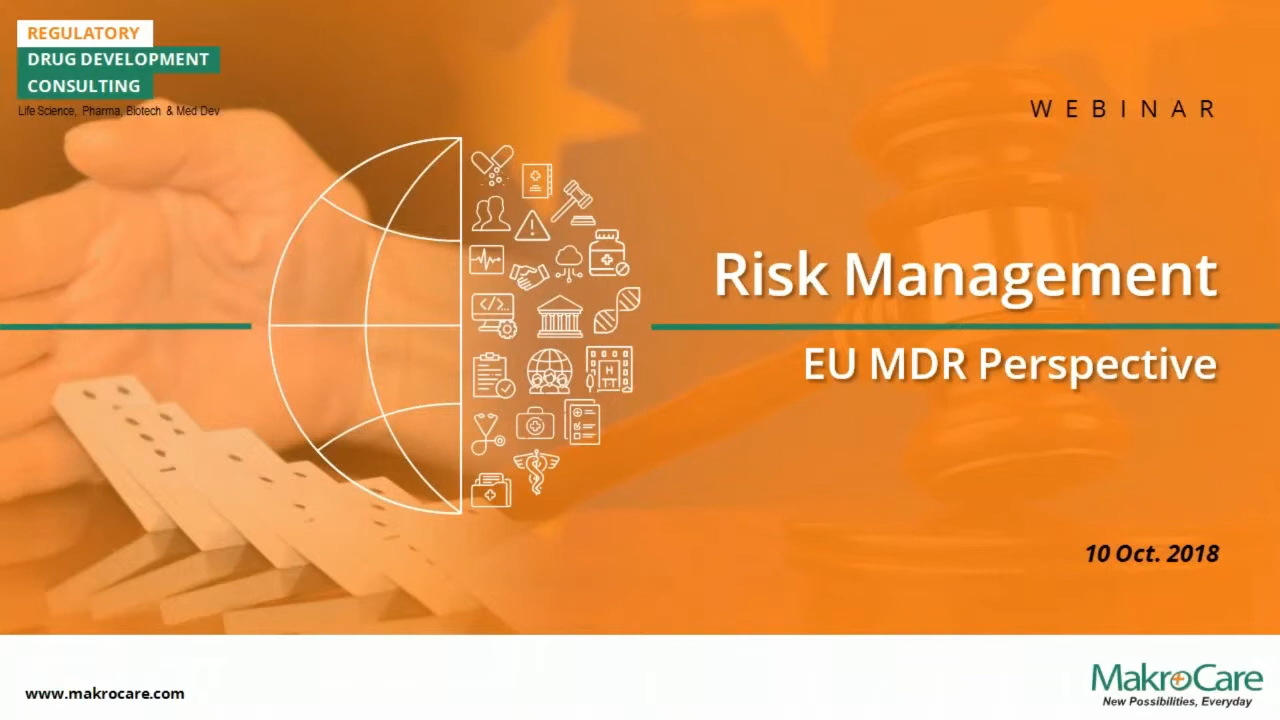 REGULATORY
DRUG DEVELOPMENT
CONSULTING
Life Science, Pharma, Biotech & Med Dev
WEBINAR
Risk Management
EU MDR Perspective
10 Oct. 2018
www.makrocare.com
MakroCare
New Possibilities, Everyday